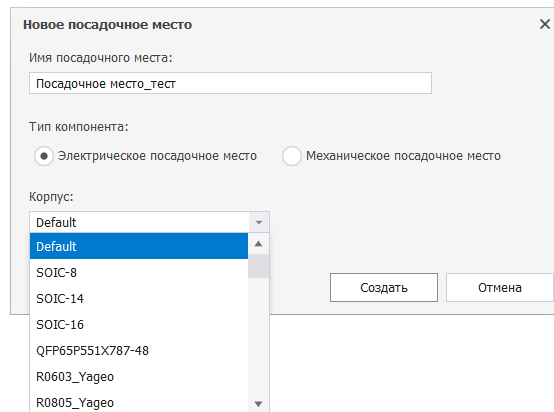 Новое посадочное место
Имя посадочного места:
Посадочное место_тест
Тип компонента:
Электрическое посадочное место
Механическое посадочное место
Корпус:
Default
Default
SOIC-8
SOIC-14
SOIC-16
QFP65P551X787-48
R0603_Yageo
R0805_Yageo
Создать
Отмена